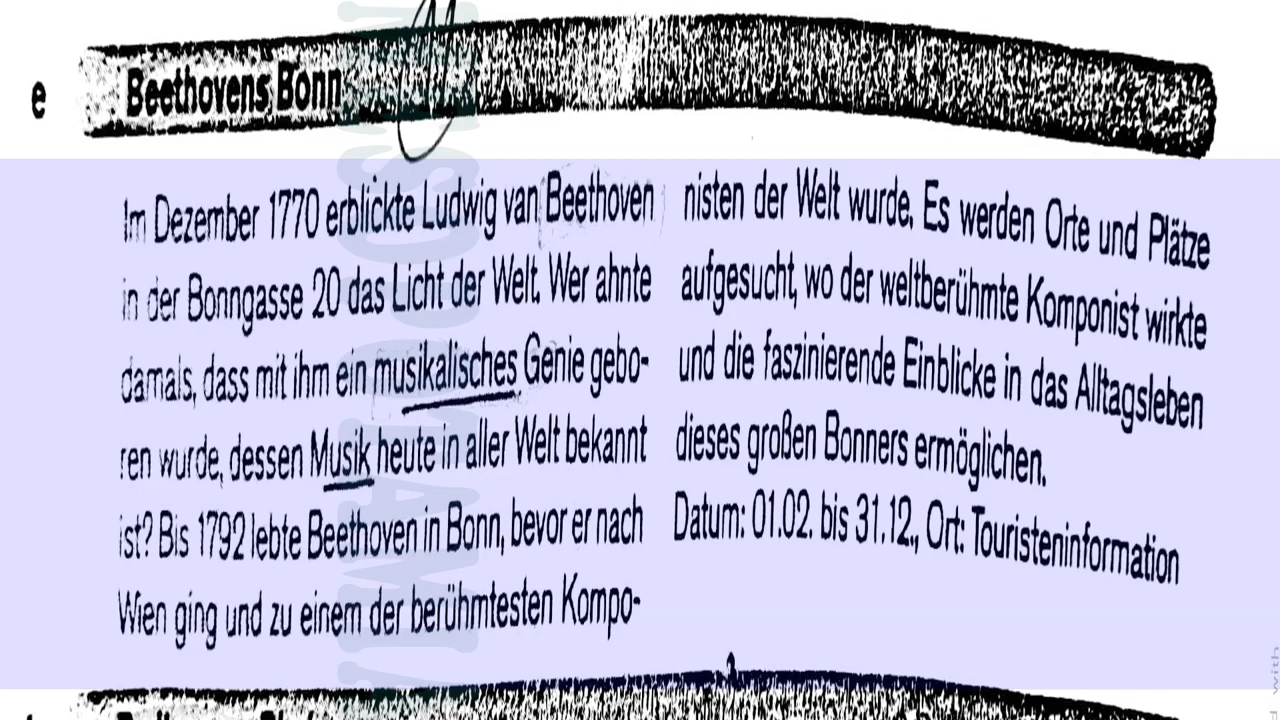 e
Beethovens Bonn
Im Dezember 1770 erblickte Ludwig van Beethoven
in der Bonngasse 20 das Licht der Welt. Wer ahnte
damals, dass mit ihm ein musikalisches Genie gebo-
ren wurde, dessen Musik heute in aller Welt bekannt
ist? Bis 1792 lebte Beethoven in Bonn, bevor er nach
Wien ging und zu einem der berühmtesten Kompo-
nisten der Welt wurde. Es werden Orte und Plätze
aufgesucht, wo der weltberühmte Komponist wirkte
und die faszinierende Einblicke in das Alltagsleben
dieses großen Bonners ermöglichen.
Datum: 01.02. bis 31.12., Ort: Touristeninformation